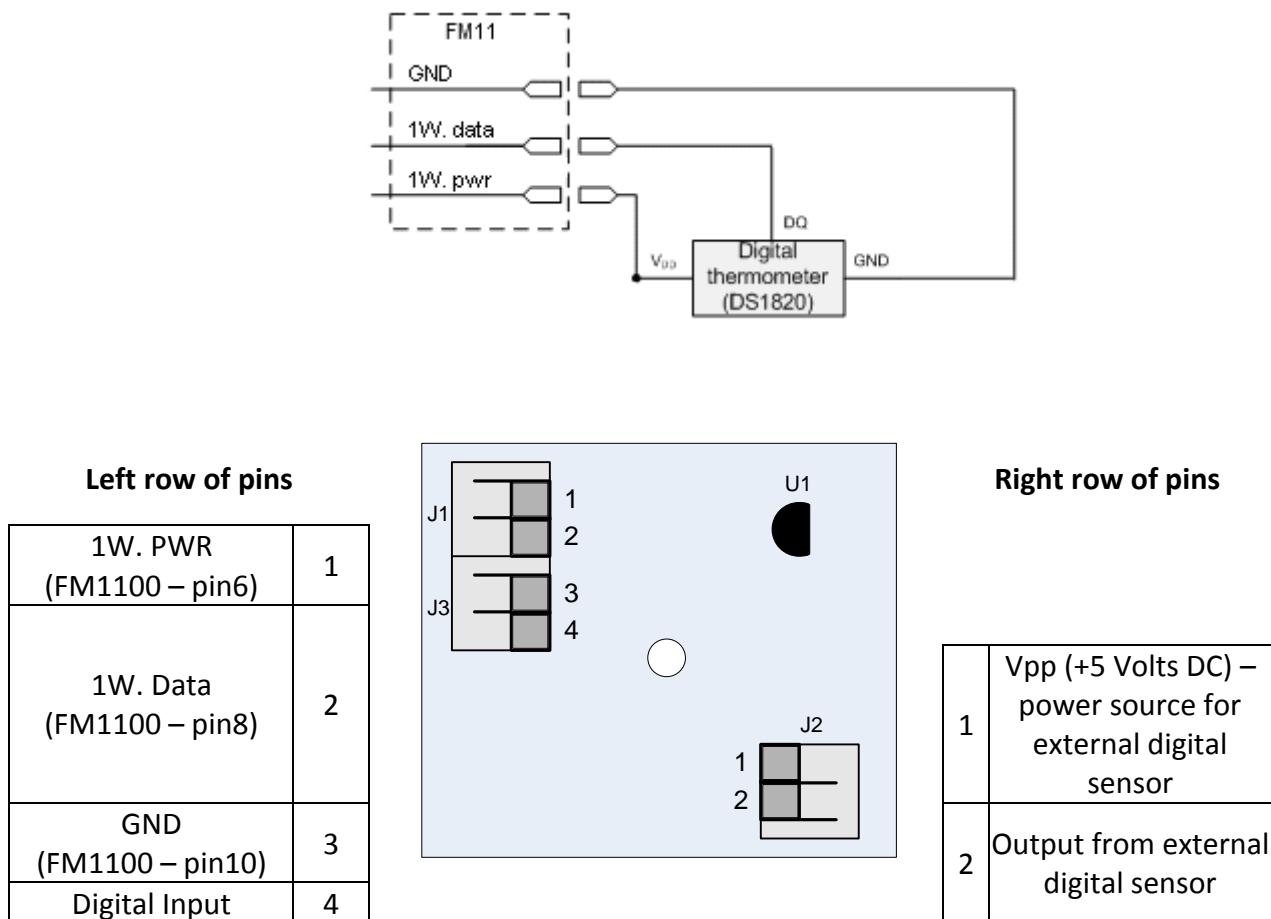 FM11
GND
1W. data
1W. pwr
DQ
Digital
thermometer
(DS1820)
VDD
GND
Left row of pins
1W. PWR
(FM1100 – pin6)
1
1W. Data
(FM1100 – pin8)
2
GND
(FM1100 – pin10)
3
Digital Input
4
J1
1
2
J3
3
4
U1
J2
1
2
Right row of pins
1
Vpp (+5 Volts DC) –
power source for
external digital
sensor
2
Output from external
digital sensor